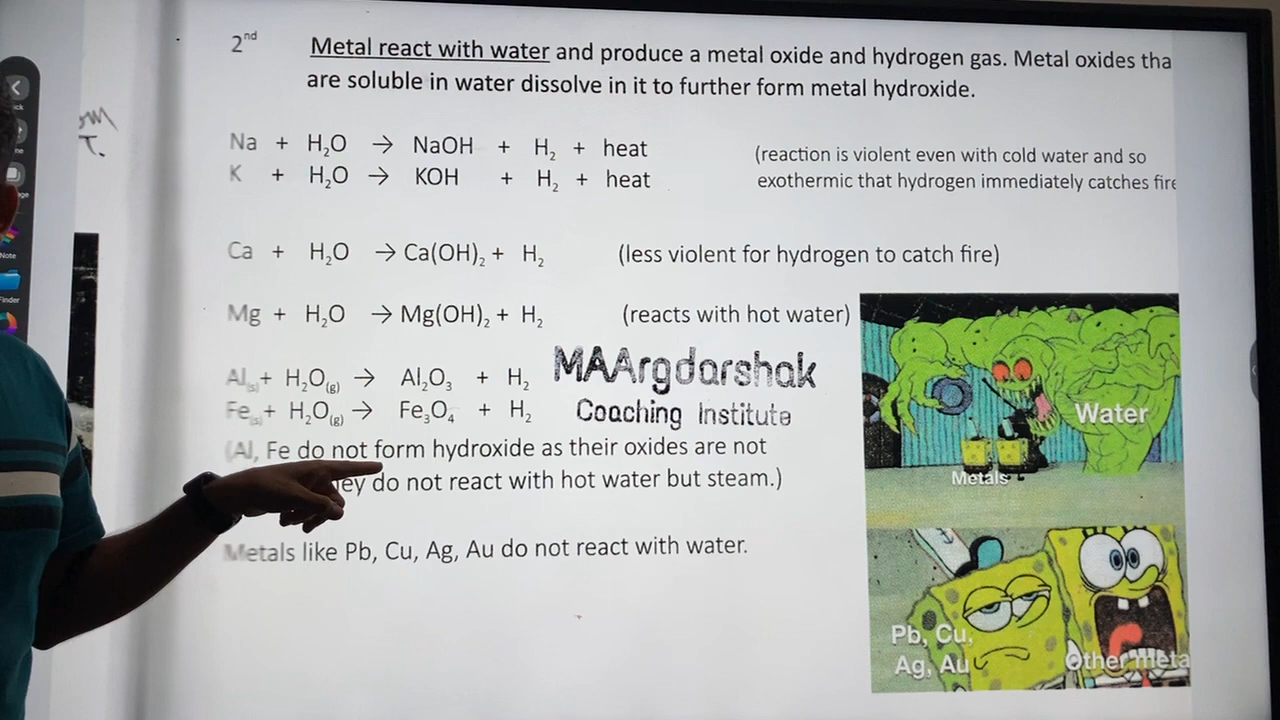 2nd Metal react with water and produce a metal oxide and hydrogen gas. Metal oxides tha
are soluble in water dissolve in it to further form metal hydroxide.
Na + H₂O → NaOH + H₂ + heat (reaction is violent even with cold water and so
K + H₂O → KOH + H₂ + heat exothermic that hydrogen immediately catches fire
Ca + H₂O → Ca(OH)₂ + H₂ (less violent for hydrogen to catch fire)
Mg + H₂O → Mg(OH)₂ + H₂ (reacts with hot water)
Al(s) + H₂O(g) → Al₂O₃ + H₂
Fe(s) + H₂O(g) → Fe₃O₄ + H₂
MAArgdarshak
Coaching Institute
(Al, Fe do not form hydroxide as their oxides are not
ey do not react with hot water but steam.)
Metals like Pb, Cu, Ag, Au do not react with water.
Water
Metals
Pb, Cu,
Ag, Au
Other meta
Note
Finder